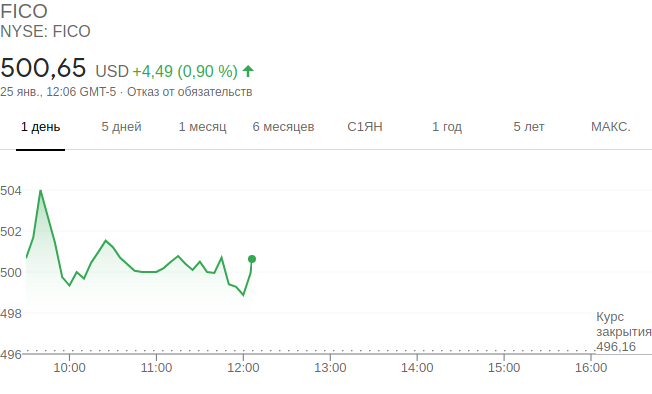 FICO
NYSE: FICO
500,65 USD +4,49 (0,90 %)
25 янв., 12:06 GMT-5 · Отказ от обязательств
1 день 5 дней 1 месяц 6 месяцев С1ЯН 1 год 5 лет МАКС.
504
502
500
498
Курс
закрытия
496,16
496
10:00 11:00 12:00 13:00 14:00 15:00 16:00